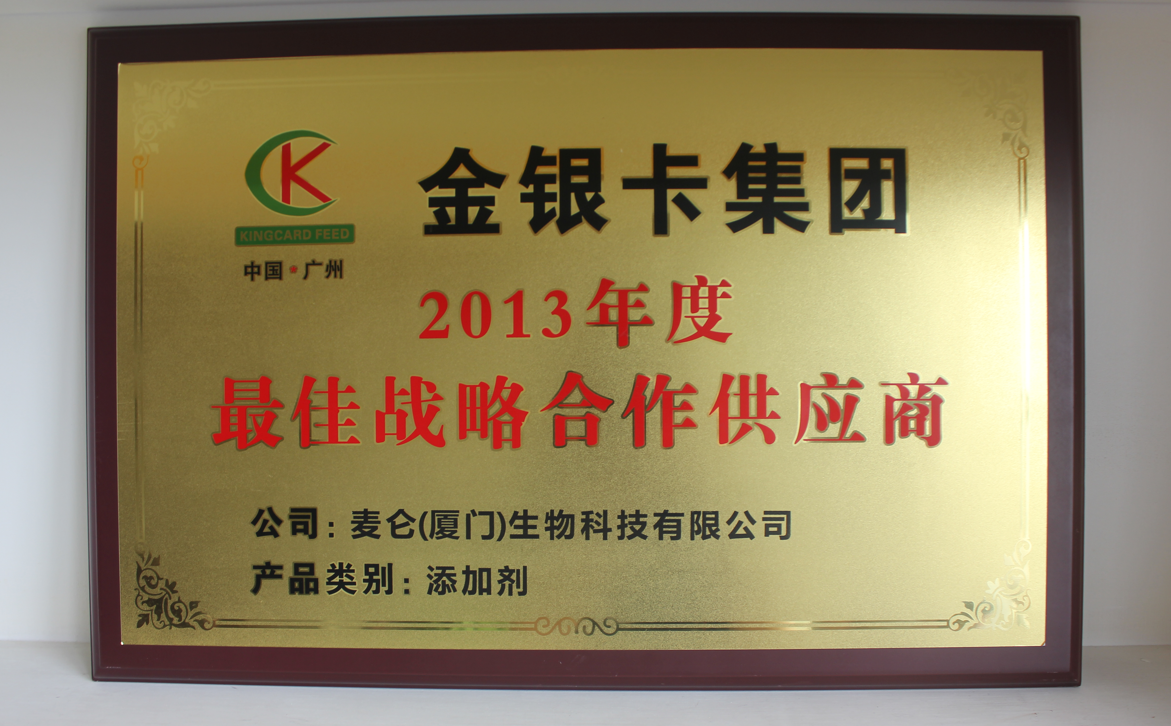 CK
KINGCARD FEED
中国*广州
金银卡集团
2013年度
最佳战略合作供应商
公司：麦仑(厦门)生物科技有限公司
产品类别：添加剂